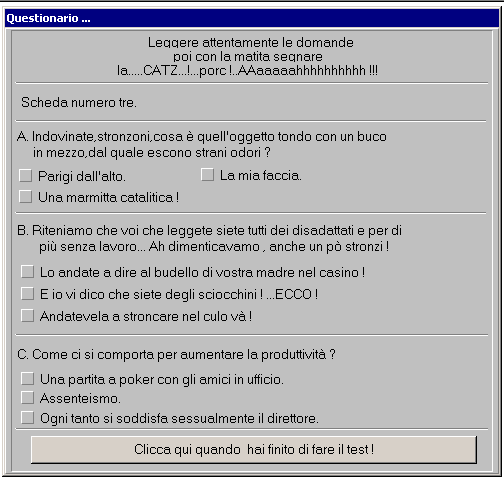 Questionario ...
Leggere attentamente le domande
poi con la matita segnare
la.....CATZ...!...porc !..AAaaaaahhhhhhhhhh !!!
Scheda numero tre.
A. Indovinate,stronzoni,cosa è quell'oggetto tondo con un buco
in mezzo,dal quale escono strani odori ?
Parigi dall'alto.
La mia faccia.
Una marmitta catalitica !
B. Riteniamo che voi che leggete siete tutti dei disadattati e per di
più senza lavoro... Ah dimenticavamo , anche un pò stronzi !
Lo andate a dire al budello di vostra madre nel casino !
E io vi dico che siete degli sciocchini ! ...ECCO !
Andatevela a stroncare nel culo và !
C. Come ci si comporta per aumentare la produttività ?
Una partita a poker con gli amici in ufficio.
Assenteismo.
Ogni tanto si soddisfa sessualmente il direttore.
Clicca qui quando hai finito di fare il test !